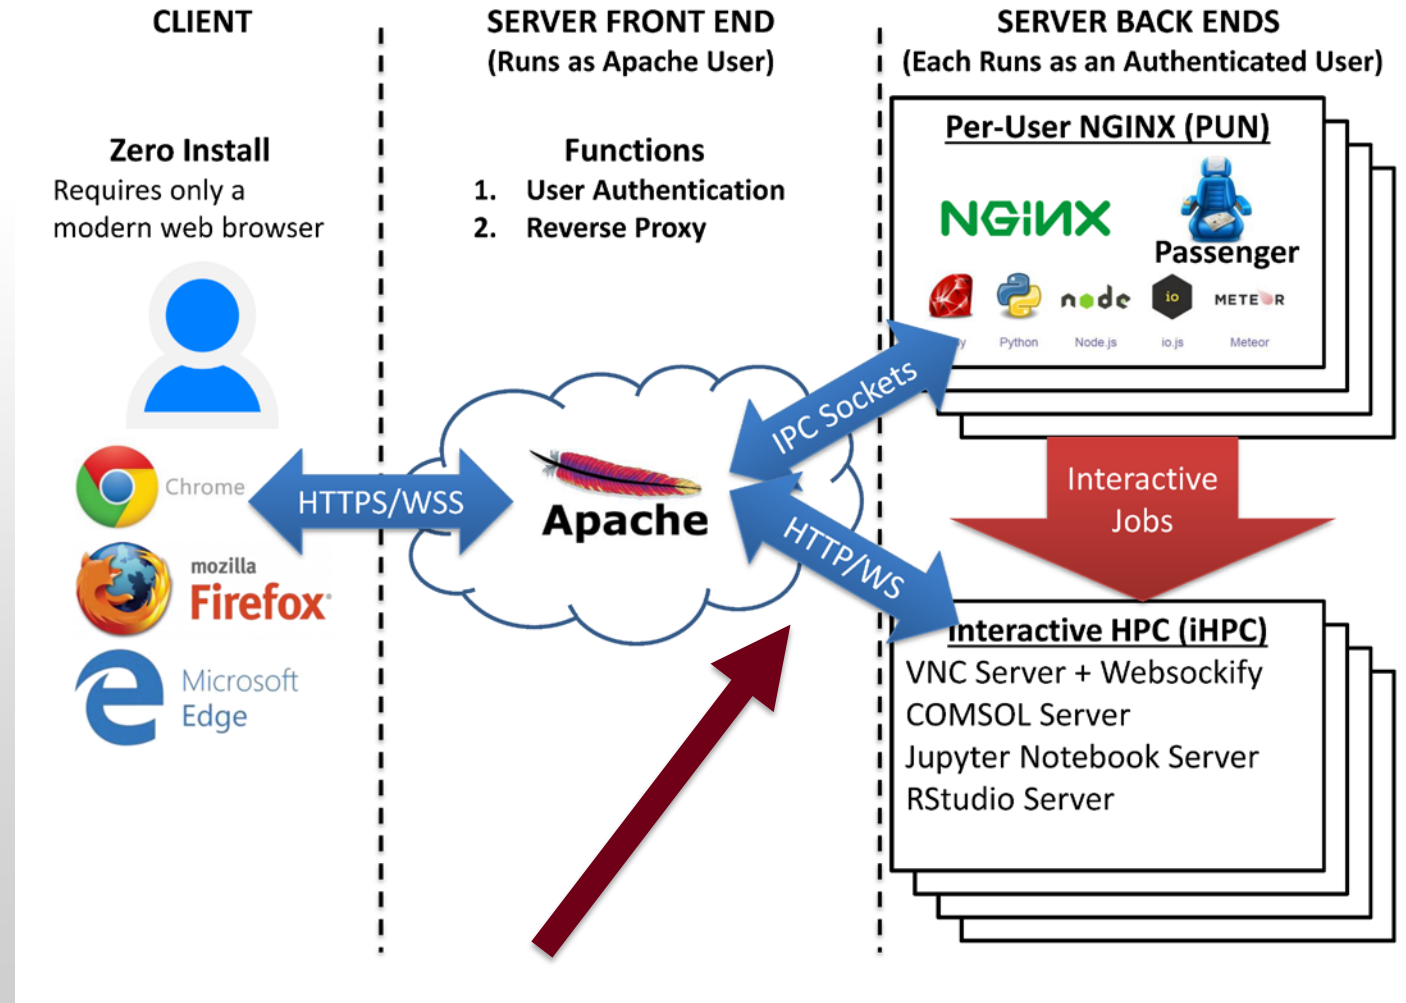 CLIENT
Zero Install
Requires only a
modern web browser
Chrome
mozilla
Firefox
Microsoft
Edge
HTTPS/WSS
SERVER FRONT END
(Runs as Apache User)
Functions
1. User Authentication
2. Reverse Proxy
Apache
IPC Sockets
HTTP/WS
SERVER BACK ENDS
(Each Runs as an Authenticated User)
Per-User NGINX (PUN)
NGiNX
Passenger
node
io
METEOR
Python
Node.js
io.js
Meteor
Interactive
Jobs
Interactive HPC (iHPC)
VNC Server + Websockify
COMSOL Server
Jupyter Notebook Server
RStudio Server